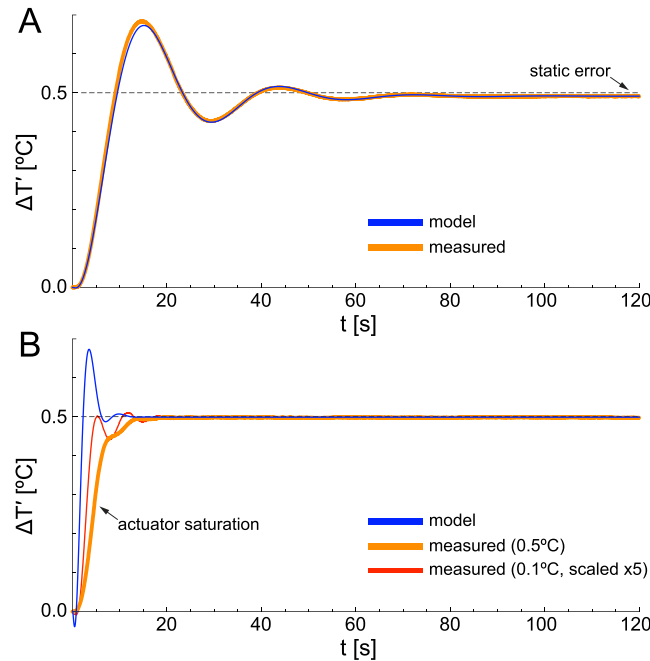 A
ΔT′ [ºC]
0.5
0.0
static error
model
measured
20
40
60
80
100
120
t [s]
B
ΔT′ [ºC]
0.5
0.0
actuator saturation
model
measured (0.5ºC)
measured (0.1ºC, scaled x5)
20
40
60
80
100
120
t [s]